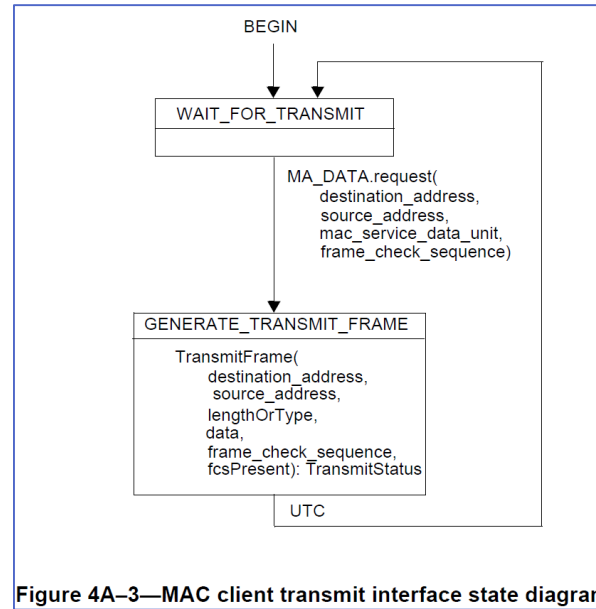 BEGIN
WAIT_FOR_TRANSMIT
MA_DATA.request(
destination_address,
source_address,
mac_service_data_unit,
frame_check_sequence)
GENERATE_TRANSMIT_FRAME
TransmitFrame(
destination_address,
source_address,
lengthOrType,
data,
frame_check_sequence,
fcsPresent): TransmitStatus
UTC
Figure 4A–3—MAC client transmit interface state diagram